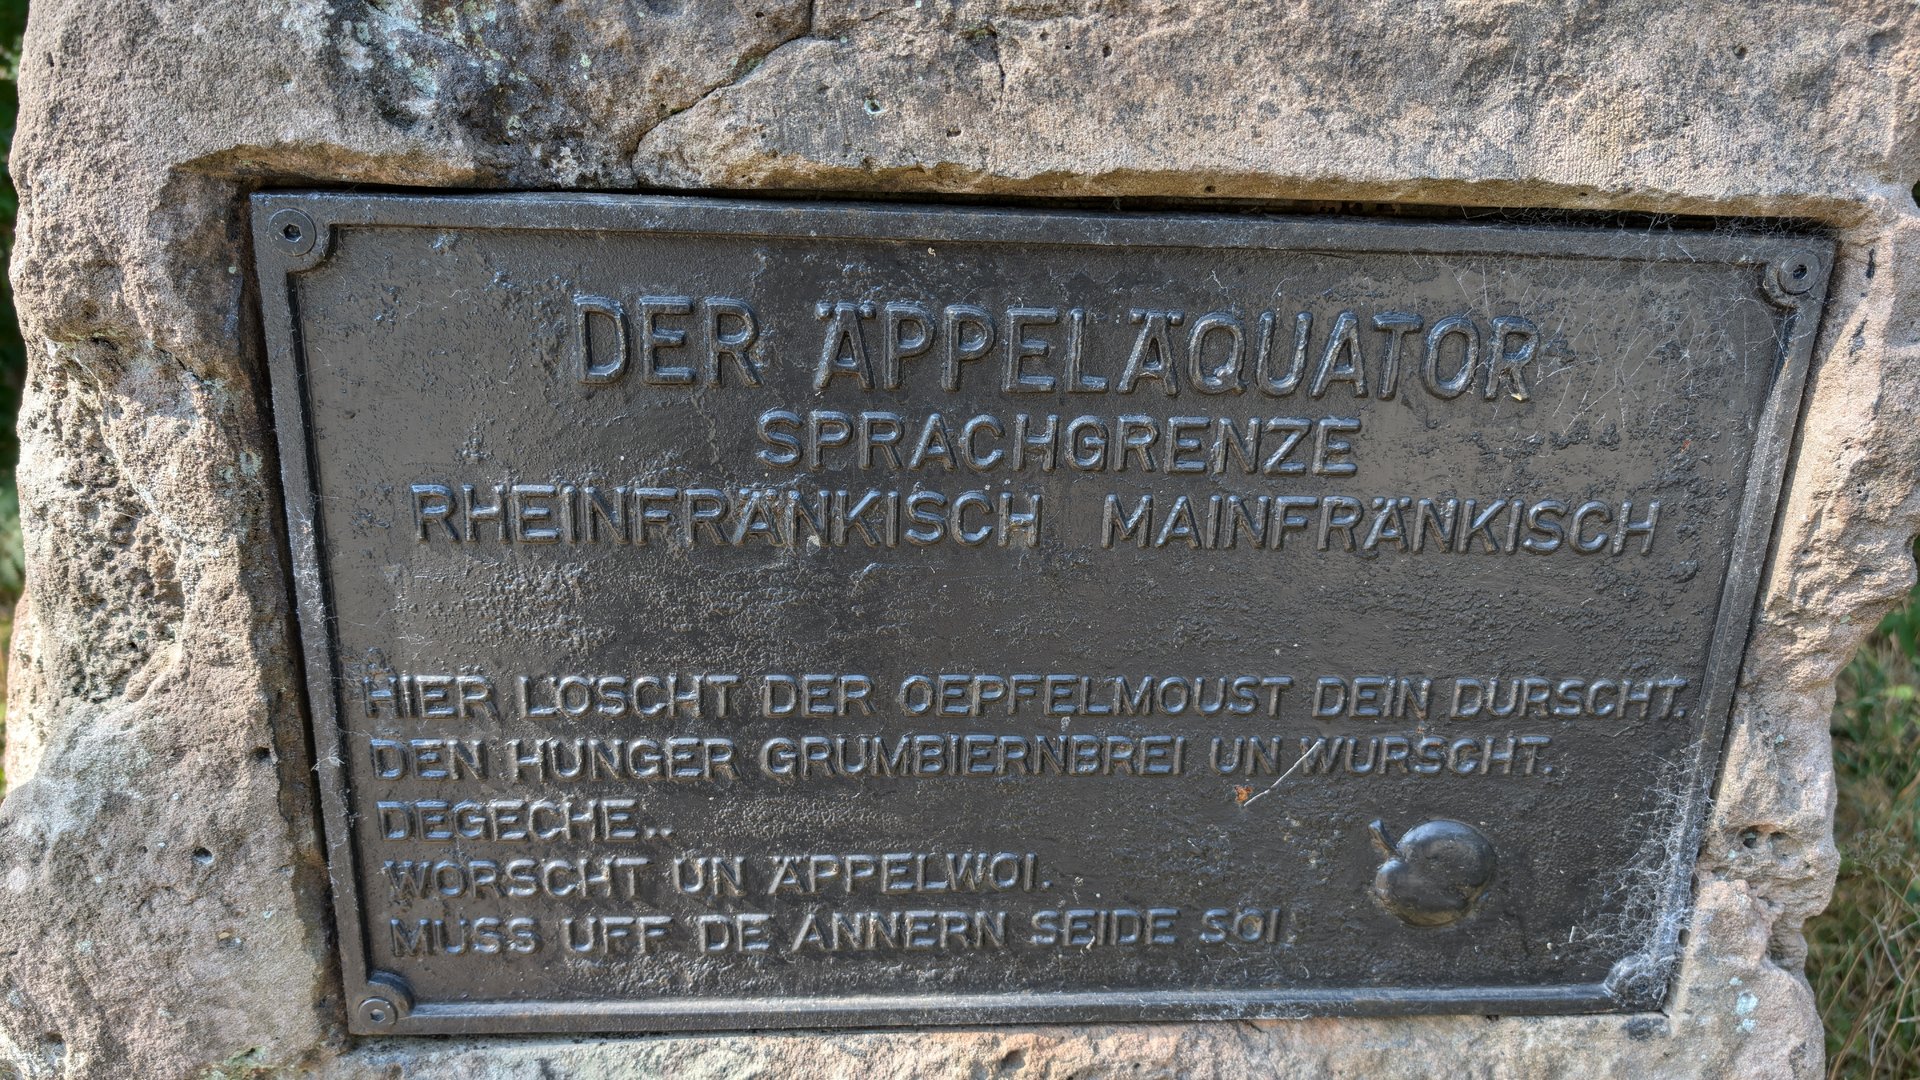 DER ÄPPELÄQUATOR
SPRACHGRENZE
RHEINFRÄNKISCH MAINFRÄNKISCH
HIER LÖSCHT DER OEPFELMOUST DEIN DURSCHT.
DEN HUNGER GRUMBIERNBREI UN WURSCHT.
DEGECHE..
WORSCHT UN ÄPPELWOI.
MUSS UFF DE ANNERN SEIDE SOI.